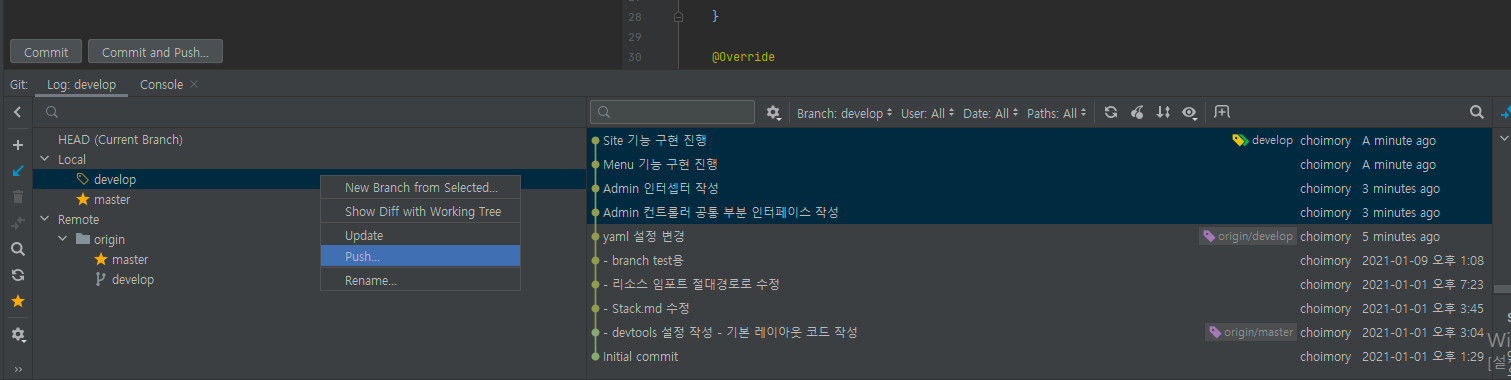 28 }
29
Commit Commit and Push...
30 @Override
Git: Log: develop Console
Branch: develop User: All Date: All Paths: All
HEAD (Current Branch)
Local
develop
master
Remote
origin
master
develop
New Branch from Selected...
Show Diff with Working Tree
Update
Push...
Rename...
Site 기능 구현 진행 develop choimory A minute ago
Menu 기능 구현 진행 choimory A minute ago
Admin 인터셉터 작성 choimory 3 minutes ago
Admin 컨트롤러 공통 부분 인터페이스 작성 choimory 3 minutes ago
yaml 설정 변경 origin/develop choimory 5 minutes ago
- branch test용 choimory 2021-01-09 오후 1:08
- 리소스 임포트 절대경로로 수정 choimory 2021-01-01 오후 7:23
- Stack.md 수정 choimory 2021-01-01 오후 3:45
- devtools 설정 작성 - 기본 레이아웃 코드 작성 origin/master choimory 2021-01-01 오후 3:04
Initial commit choimory 2021-01-01 오후 1:29
Wi
[설